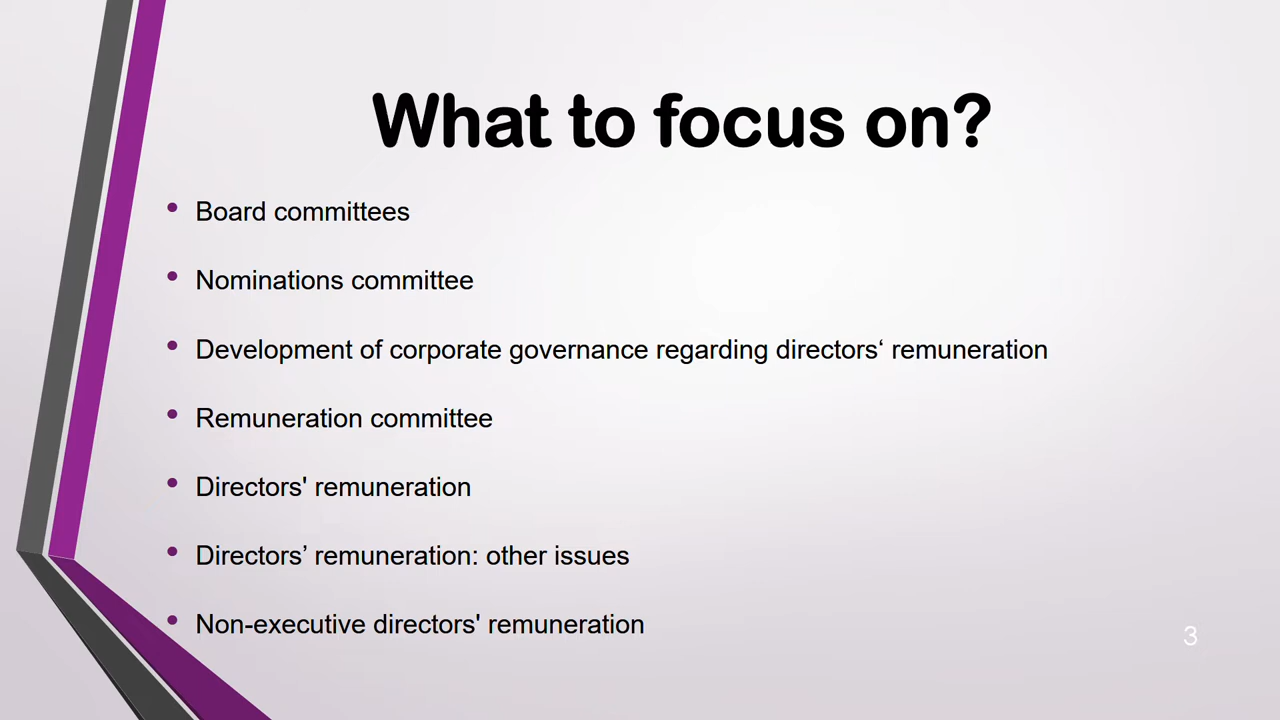 What to focus on?
• Board committees
• Nominations committee
• Development of corporate governance regarding directors‘ remuneration
• Remuneration committee
• Directors' remuneration
• Directors’ remuneration: other issues
• Non-executive directors' remuneration
3